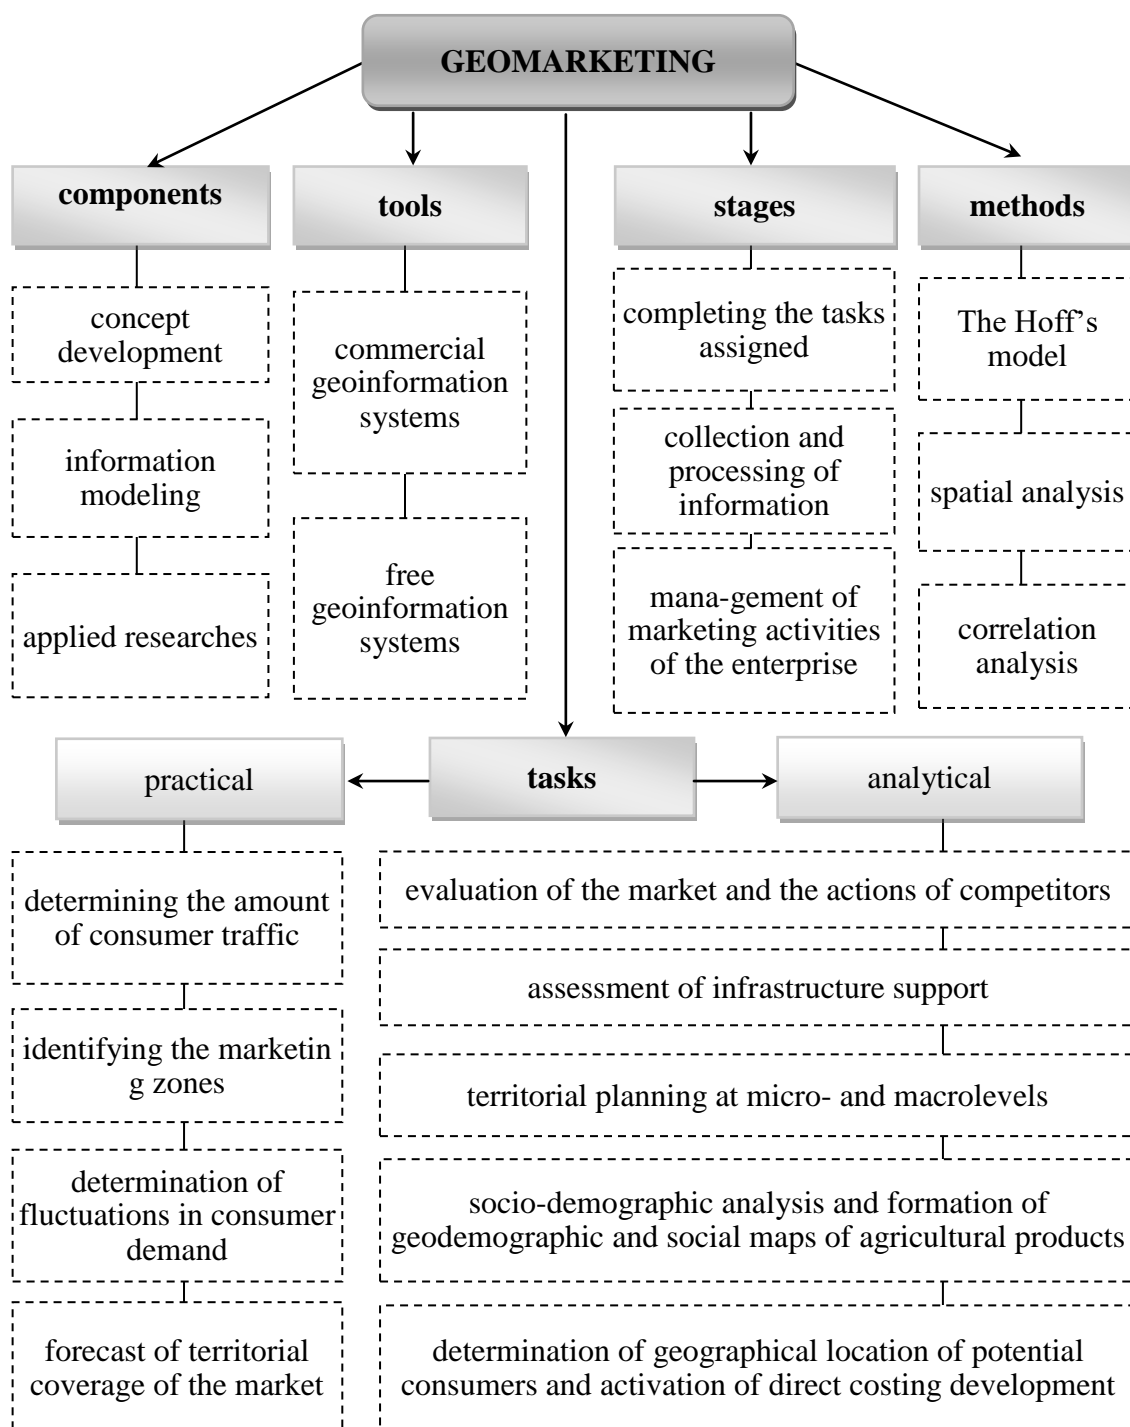 GEOMARKETING
components
concept
development
information
modeling
applied researches
tools
commercial
geoinformation
systems
free
geoinformation
systems
stages
completing the tasks
assigned
collection and
processing of
information
mana-gement of
marketing activities
of the enterprise
methods
The Hoff’s
model
spatial analysis
correlation
analysis
tasks
practical
determining the amount
of consumer traffic
identifying the marketin
g zones
determination of
fluctuations in consumer
demand
forecast of territorial
coverage of the market
analytical
evaluation of the market and the actions of competitors
assessment of infrastructure support
territorial planning at micro- and macrolevels
socio-demographic analysis and formation of
geodemographic and social maps of agricultural products
determination of geographical location of potential
consumers and activation of direct costing development